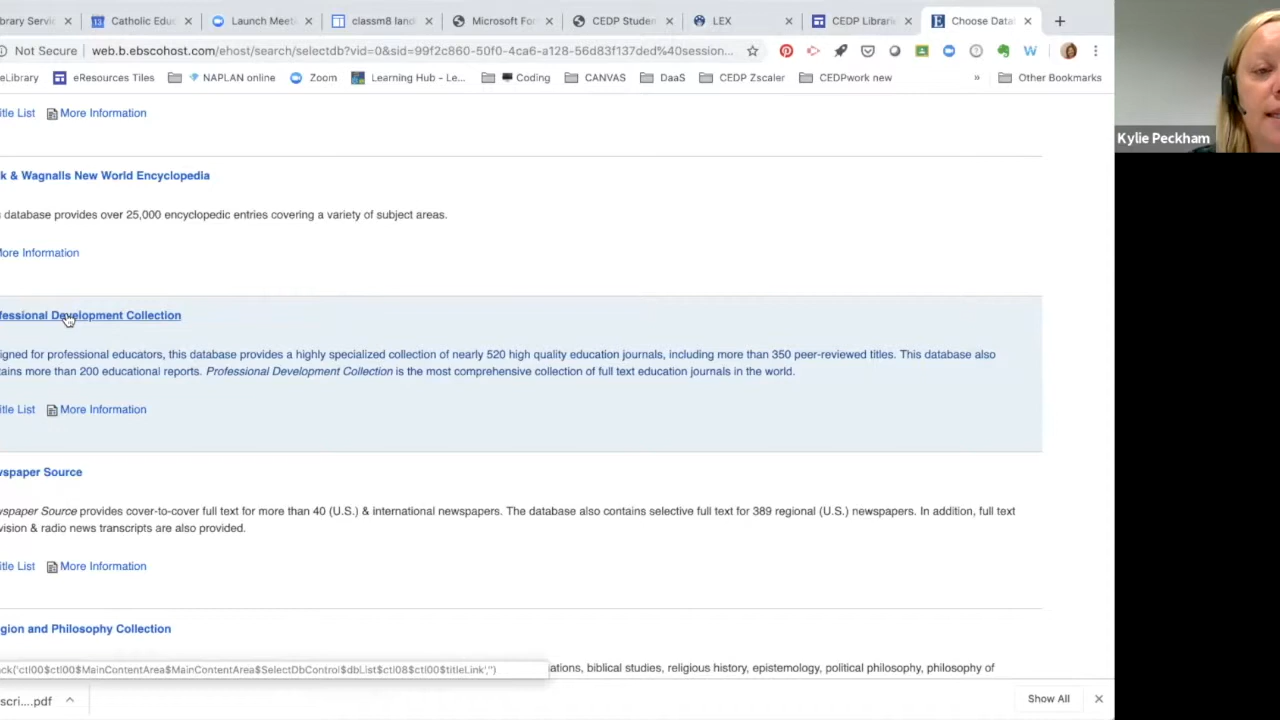 brary Servic
Catholic Educ
Launch Meeti
classm8 land
Microsoft For
CEDP Studen
LEX
CEDP Librarie
Choose Datal
Not Secure
web.b.ebscohost.com/ehost/search/selectdb?vid=0&sid=99f2c860-50f0-4ca6-a128-56d83f137ded%40session...
eLibrary
eResources Tiles
NAPLAN online
Zoom
Learning Hub - Le...
Coding
CANVAS
DaaS
CEDP Zscaler
CEDPwork new
»
Other Bookmarks
itle List
More Information
Kylie Peckham
k & Wagnalls New World Encyclopedia
s database provides over 25,000 encyclopedic entries covering a variety of subject areas.
More Information
fessional Development Collection
igned for professional educators, this database provides a highly specialized collection of nearly 520 high quality education journals, including more than 350 peer-reviewed titles. This database also
tains more than 200 educational reports. Professional Development Collection is the most comprehensive collection of full text education journals in the world.
itle List
More Information
wspaper Source
wspaper Source provides cover-to-cover full text for more than 40 (U.S.) & international newspapers. The database also contains selective full text for 389 regional (U.S.) newspapers. In addition, full text
vision & radio news transcripts are also provided.
itle List
More Information
gion and Philosophy Collection
ack('ctl00$ctl00$MainContentArea$MainContentArea$SelectDbControl$dbList$ctl08$ctl00$titleLink','')
ations, biblical studies, religious history, epistemology, political philosophy, philosophy of
scri....pdf
Show All